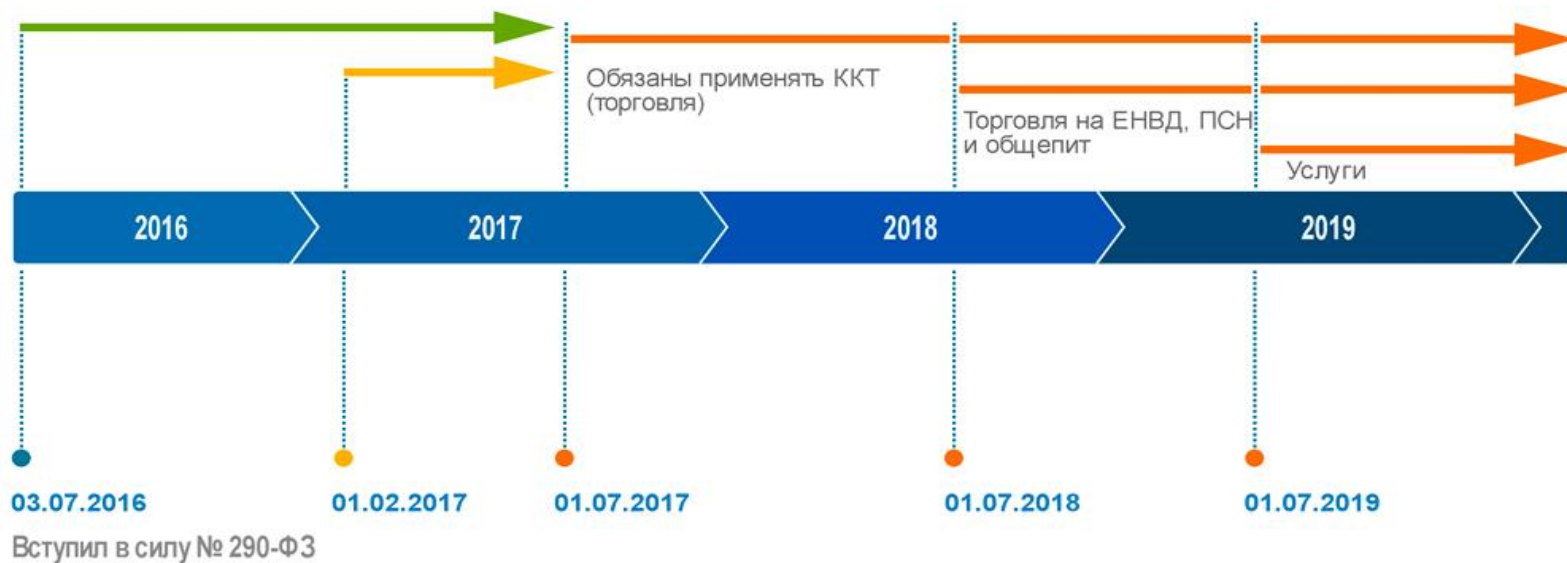 Обязаны применять ККТ
(торговля)
Торговля на ЕНВД, ПСН
и общепит
Услуги
2016
2017
2018
2019
03.07.2016
01.02.2017
01.07.2017
01.07.2018
01.07.2019
Вступил в силу № 290-ФЗ